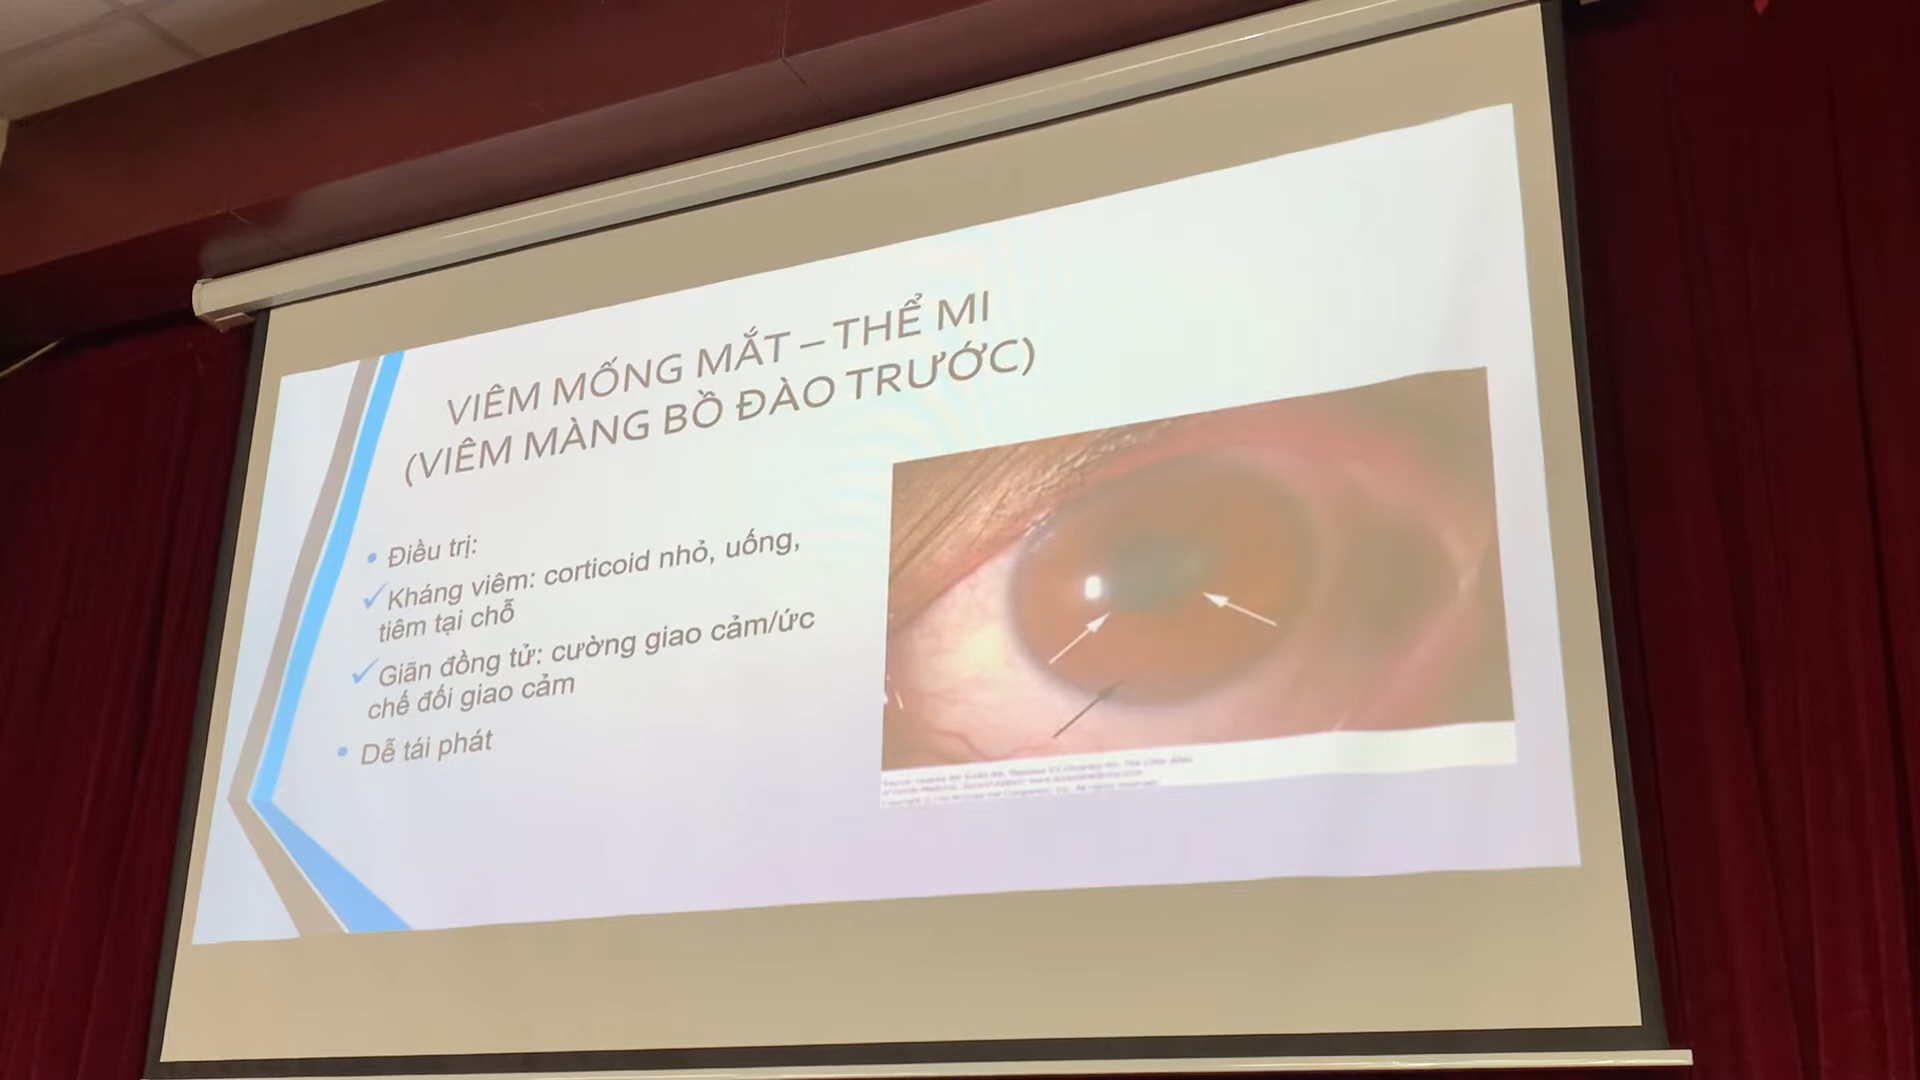 VIÊM MỐNG MẮT – THỂ MI
(VIÊM MÀNG BỒ ĐÀO TRƯỚC)
• Điều trị:
✓Kháng viêm: corticoid nhỏ, uống,
tiêm tại chỗ
✓Giãn đồng tử: cường giao cảm/ức
chế đối giao cảm
• Dễ tái phát